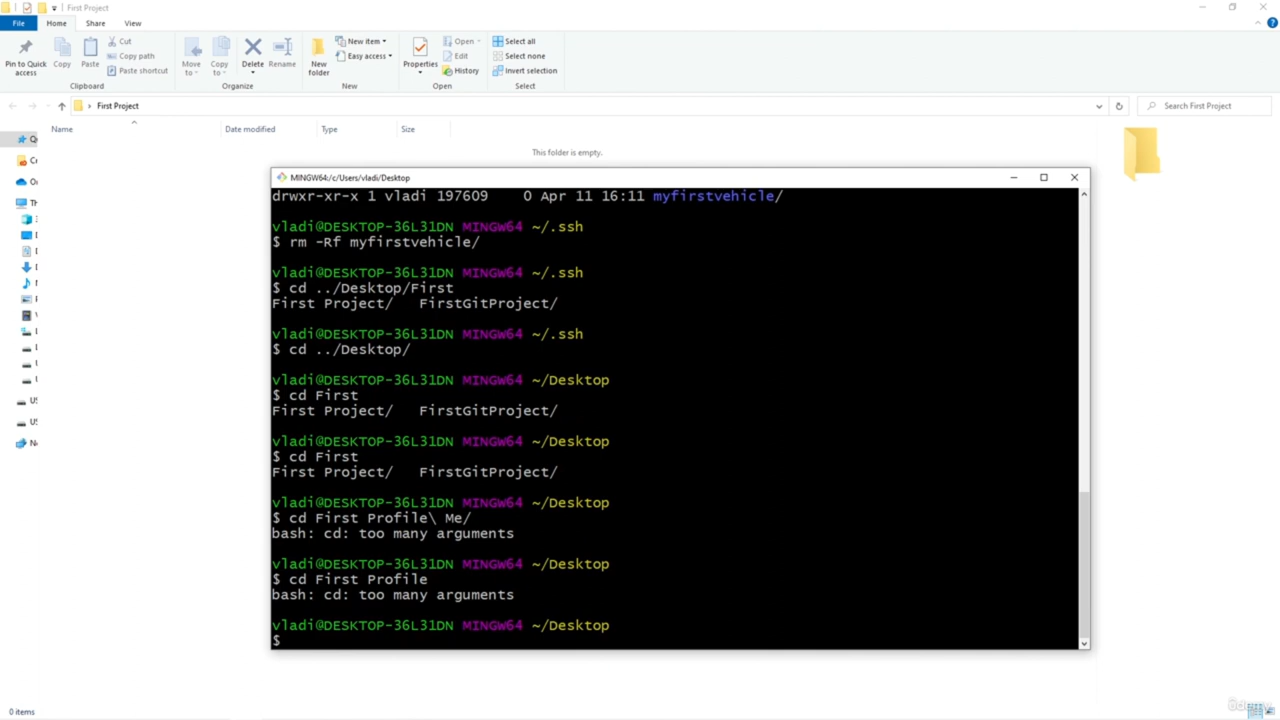 First Project
File Home Share View
Pin to Quick access
Copy
Paste
Cut
Copy path
Paste shortcut
Clipboard
Move to
Copy to
Delete
Rename
Organize
New folder
New item
Easy access
New
Properties
Open
Edit
History
Open
Select all
Select none
Invert selection
Select
First Project
Search First Project
Name Date modified Type Size
This folder is empty.
MINGW64:/c/Users/vladi/Desktop
drwxr-xr-x 1 vladi 197609 0 Apr 11 16:11 myfirstvehicle/
vladi@DESKTOP-36L31DN MINGW64 ~/.ssh
$ rm -Rf myfirstvehicle/
vladi@DESKTOP-36L31DN MINGW64 ~/.ssh
$ cd ../Desktop/First
First Project/ FirstGitProject/
vladi@DESKTOP-36L31DN MINGW64 ~/.ssh
$ cd ../Desktop/
vladi@DESKTOP-36L31DN MINGW64 ~/Desktop
$ cd First
First Project/ FirstGitProject/
vladi@DESKTOP-36L31DN MINGW64 ~/Desktop
$ cd First
First Project/ FirstGitProject/
vladi@DESKTOP-36L31DN MINGW64 ~/Desktop
$ cd First Profile\ Me/
bash: cd: too many arguments
vladi@DESKTOP-36L31DN MINGW64 ~/Desktop
$ cd First Profile
bash: cd: too many arguments
vladi@DESKTOP-36L31DN MINGW64 ~/Desktop
$
0 items